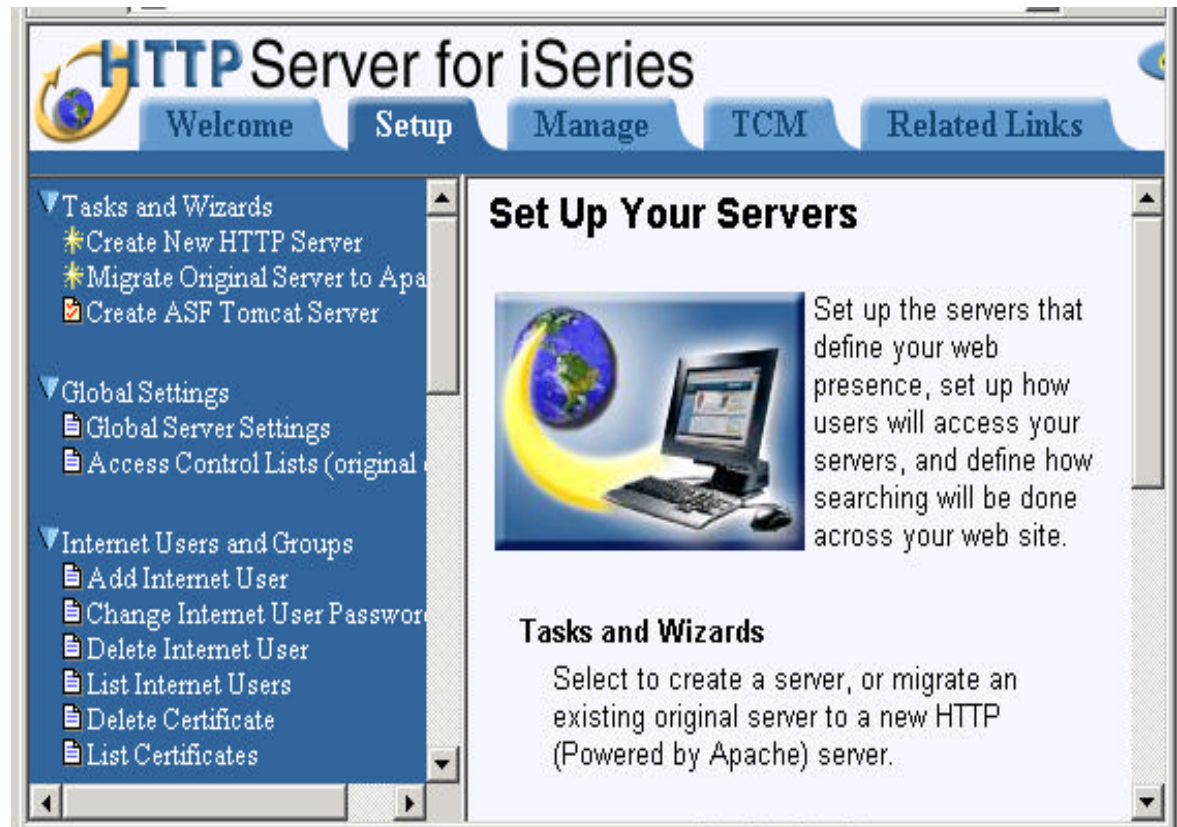 HTTP Server for iSeries
Welcome Setup Manage TCM Related Links
Tasks and Wizards
Create New HTTP Server
Migrate Original Server to Apa
Create ASF Tomcat Server
Global Settings
Global Server Settings
Access Control Lists (original
Internet Users and Groups
Add Internet User
Change Internet User Passwor
Delete Internet User
List Internet Users
Delete Certificate
List Certificates
Set Up Your Servers
Set up the servers that
define your web
presence, set up how
users will access your
servers, and define how
searching will be done
across your web site.
Tasks and Wizards
Select to create a server, or migrate an
existing original server to a new HTTP
(Powered by Apache) server.